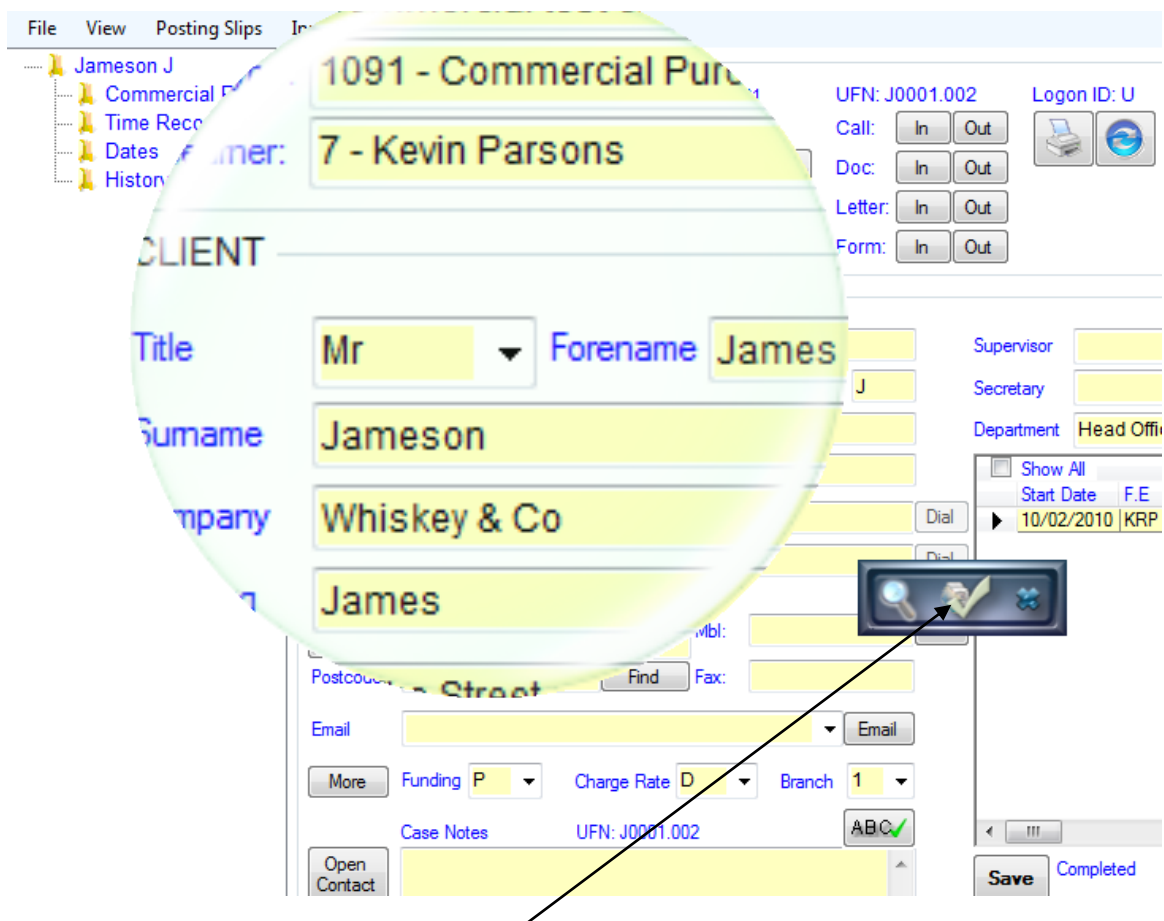 File View Posting Slips
Jameson J
Commercial
Time Reco
Dates
History
1091 - Commercial Purc
7 - Kevin Parsons
UFN: J0001.002 Logon ID: U
Call: In Out
Doc: In Out
Letter: In Out
Form: In Out
CLIENT
Title Mr Forename James
J
Surname Jameson
Company Whiskey & Co
James
Supervisor
Secretary
Department Head Offi
Show All
Start Date F.E
10/02/2010 KRP
Dial
Dial
Mbl:
Street
Postcode Find Fax:
Email Email
More Funding P Charge Rate D Branch 1
Case Notes UFN: J0001.002 ABC
Open
Contact
Save Completed